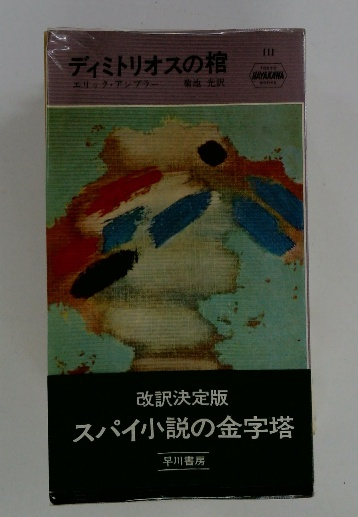 ディミトリオスの棺
111
エリック・アンブラー 菊池 光訳
HAYAKAWA
改訳決定版
スパイ小説の金字塔
早川書房